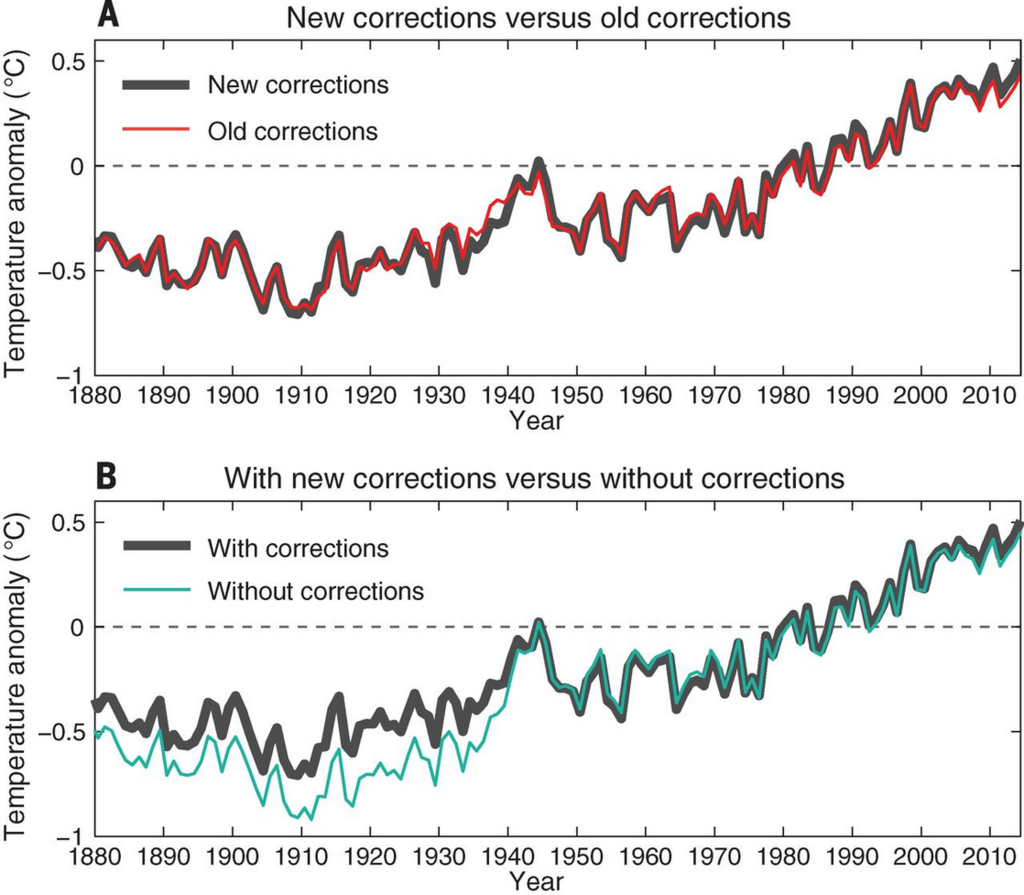 A New corrections versus old corrections
Temperature anomaly (°C)
0.5
0
−0.5
−1
New corrections
Old corrections
1880 1890 1900 1910 1920 1930 1940 1950 1960 1970 1980 1990 2000 2010
Year
B With new corrections versus without corrections
Temperature anomaly (°C)
0.5
0
−0.5
−1
With corrections
Without corrections
1880 1890 1900 1910 1920 1930 1940 1950 1960 1970 1980 1990 2000 2010
Year